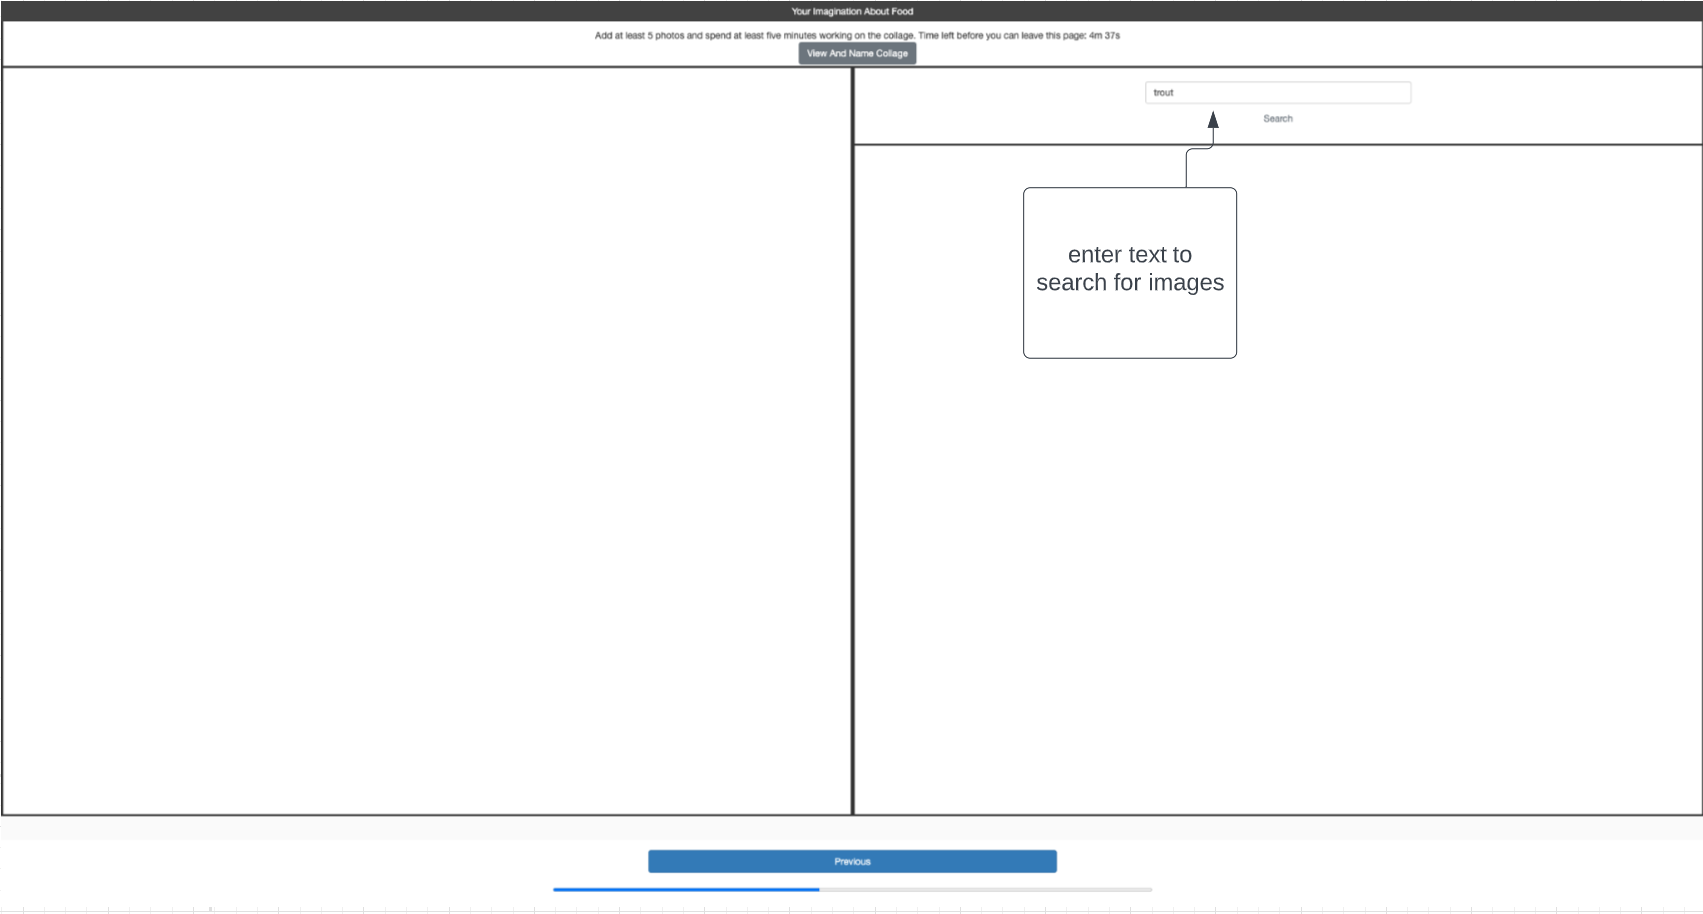 Your Imagination About Food
Add at least 5 photos and spend at least five minutes working on the collage. Time left before you can leave this page: 4m 37s
View And Name Collage
trout
Search
enter text to
search for images
Previous